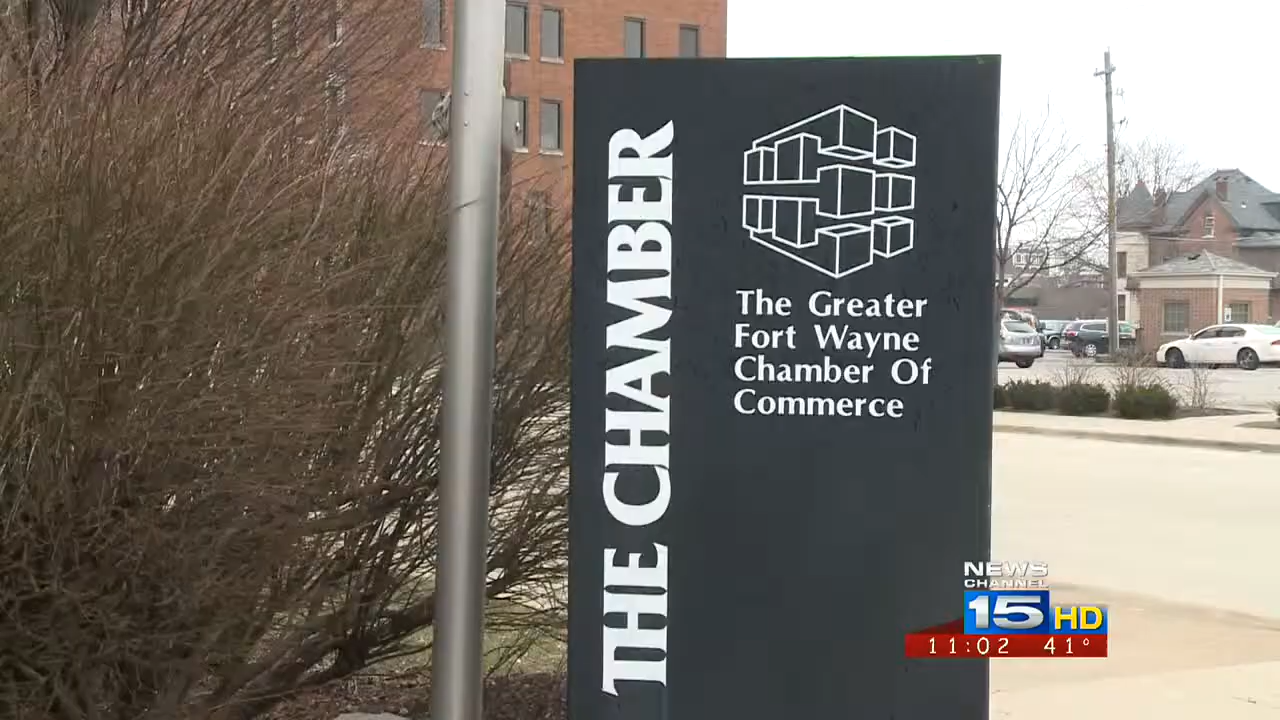 THE CHAMBER
The Greater
Fort Wayne
Chamber Of
Commerce
NEWS
CHANNEL
15 HD
11:02 41°